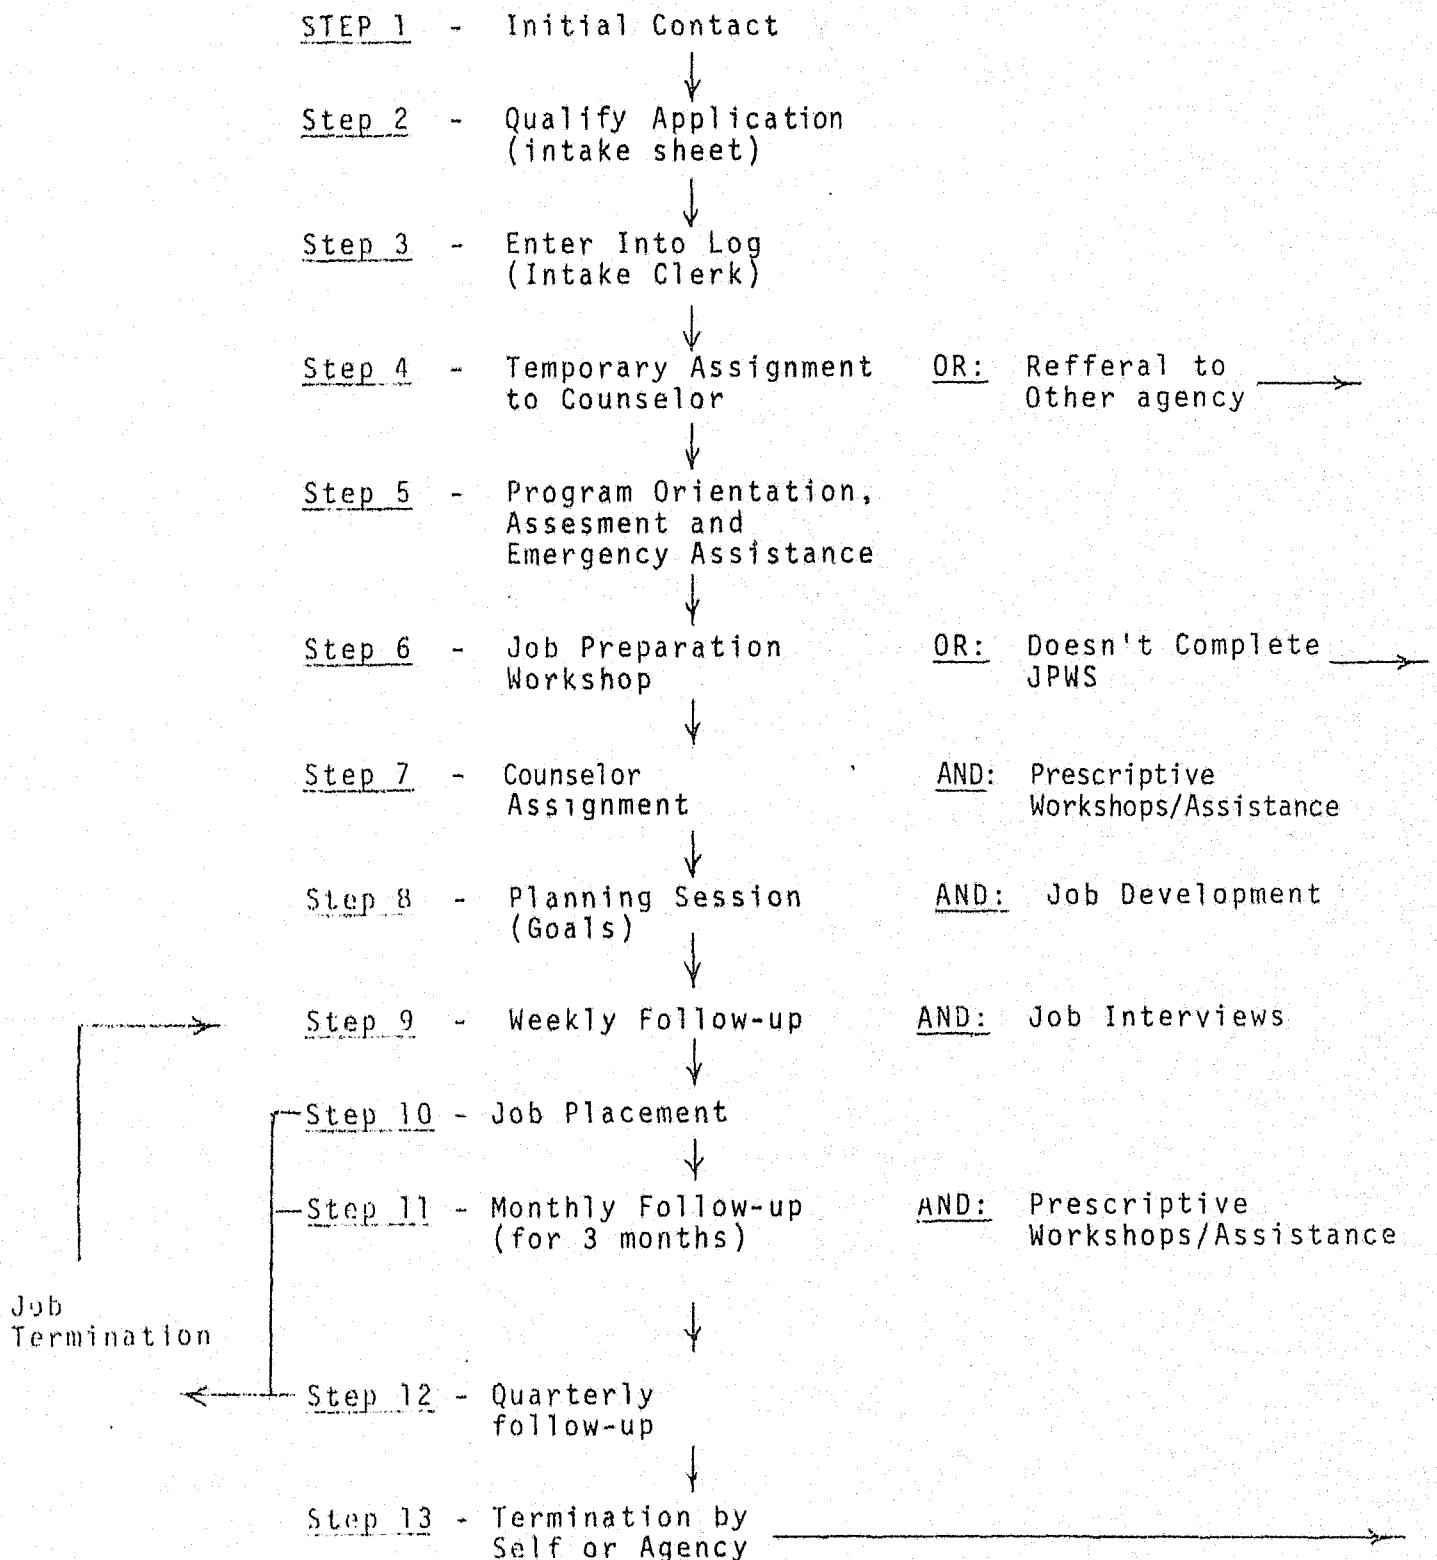 STEP 1 - Initial Contact
Step 2 - Qualify Application
(intake sheet)
Step 3 - Enter Into Log
(Intake Clerk)
Step 4 - Temporary Assignment OR: Refferal to
to Counselor Other agency
Step 5 - Program Orientation,
Assesment and
Emergency Assistance
Step 6 - Job Preparation OR: Doesn't Complete
Workshop JPWS
Step 7 - Counselor AND: Prescriptive
Assignment Workshops/Assistance
Step 8 - Planning Session AND: Job Development
(Goals)
Step 9 - Weekly Follow-up AND: Job Interviews
Step 10 - Job Placement
Step 11 - Monthly Follow-up AND: Prescriptive
(for 3 months) Workshops/Assistance
Job
Termination
Step 12 - Quarterly
follow-up
Step 13 - Termination by
Self or Agency